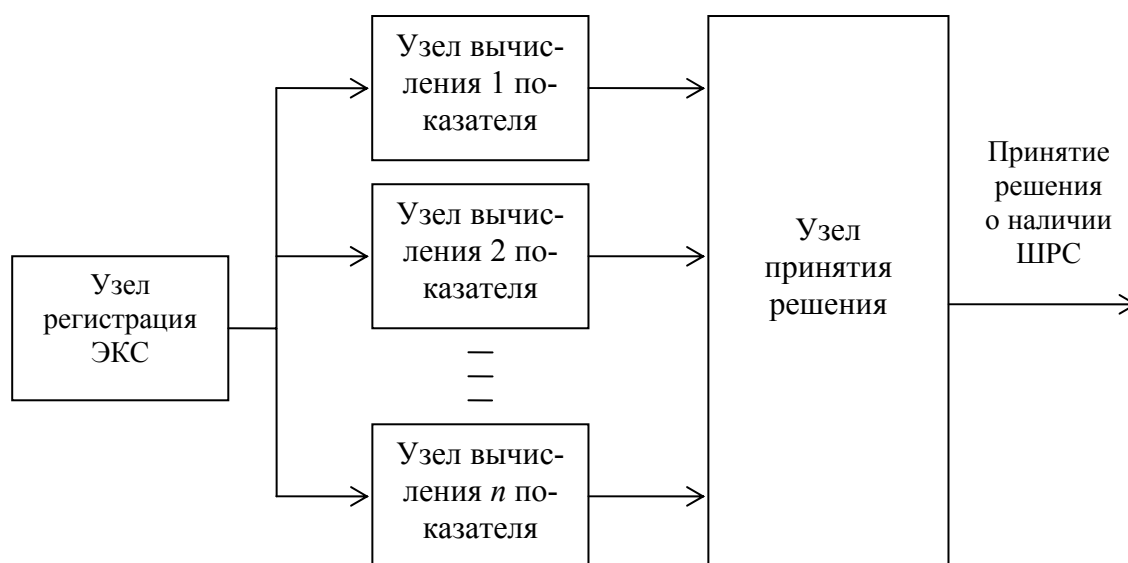 Узел
регистрация
ЭКС
Узел вычис-
ления 1 по-
казателя
Узел вычис-
ления 2 по-
казателя
Узел вычис-
ления n по-
казателя
Узел
принятия
решения
Принятие
решения
о наличии
ШРС